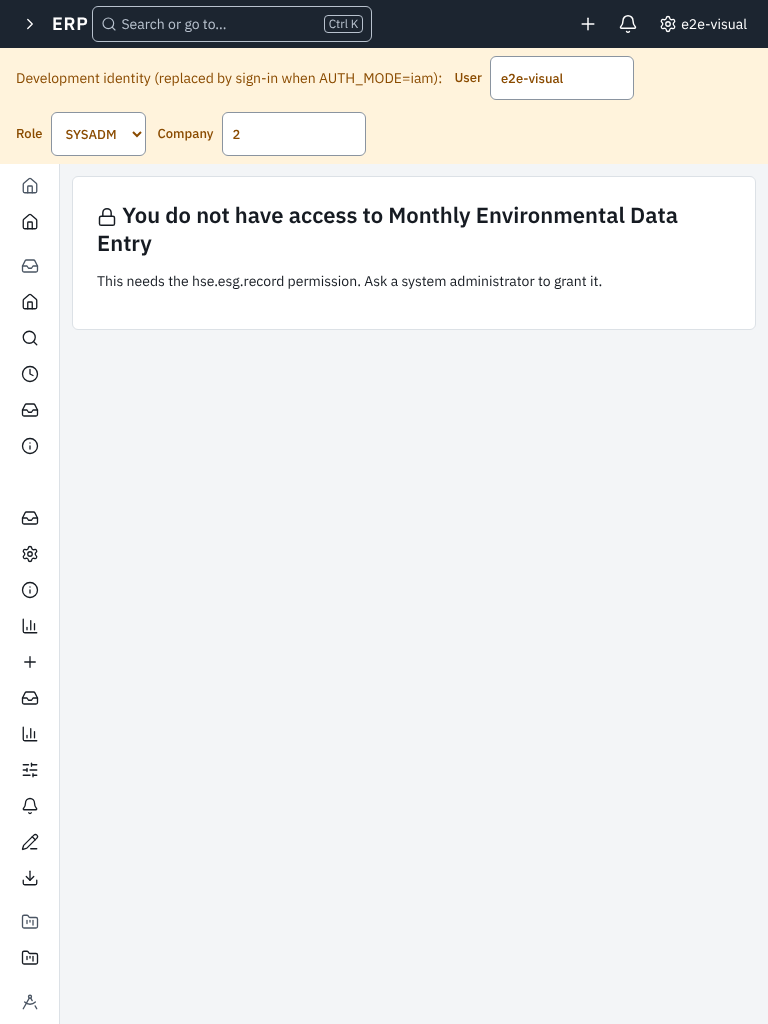 ERP Search or go to... Ctrl K e2e-visual
Development identity (replaced by sign-in when AUTH_MODE=iam): User e2e-visual
Role SYSADM Company 2
You do not have access to Monthly Environmental Data
Entry
This needs the hse.esg.record permission. Ask a system administrator to grant it.